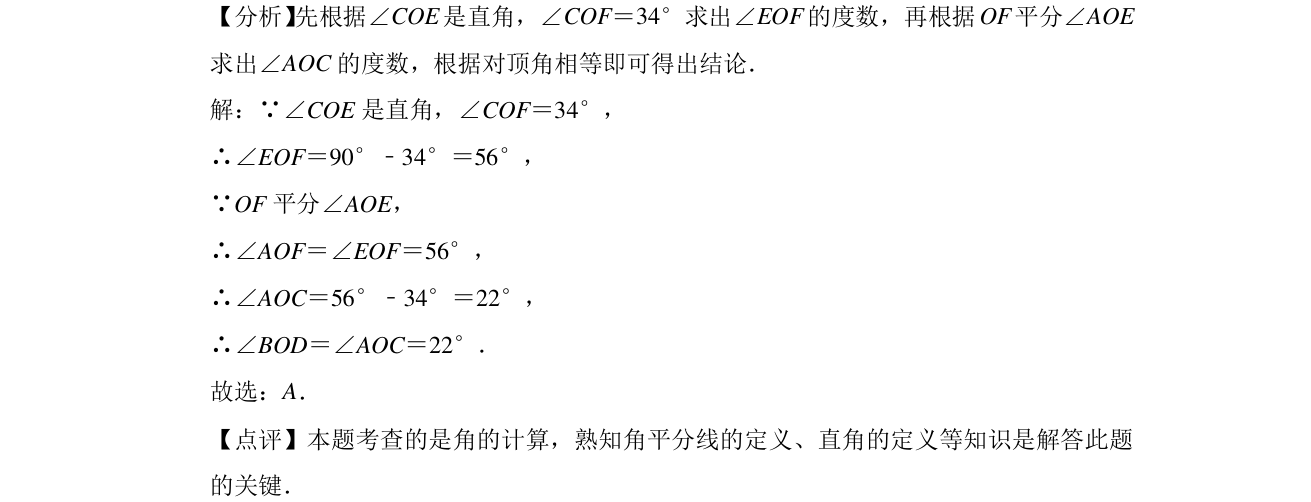 【分析】先根据∠COE是直角，∠COF＝34°求出∠EOF的度数，再根据OF平分∠AOE
求出∠AOC的度数，根据对顶角相等即可得出结论．
解：∵∠COE是直角，∠COF＝34°，
∴∠EOF＝90°﹣34°＝56°，
∵OF平分∠AOE，
∴∠AOF＝∠EOF＝56°，
∴∠AOC＝56°﹣34°＝22°，
∴∠BOD＝∠AOC＝22°．
故选：A．
【点评】本题考查的是角的计算，熟知角平分线的定义、直角的定义等知识是解答此题
的关键．